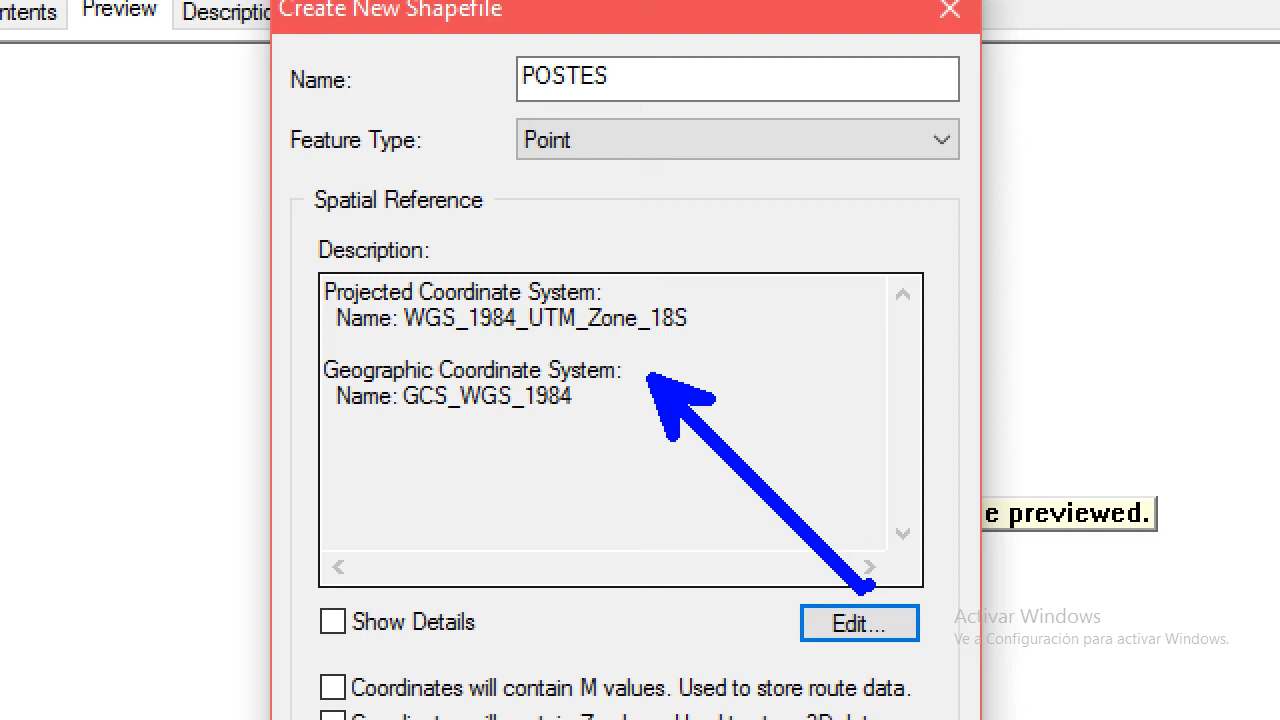 ntents
Preview
Descriptio
Create New Shapefile
Name:
POSTES
Feature Type:
Point
Spatial Reference
Description:
Projected Coordinate System:
Name: WGS_1984_UTM_Zone_18S
Geographic Coordinate System:
Name: GCS_WGS_1984
e previewed.
Show Details
Edit...
Activar Windows
Ve a Configuración para activar Windows.
Coordinates will contain M values. Used to store route data.